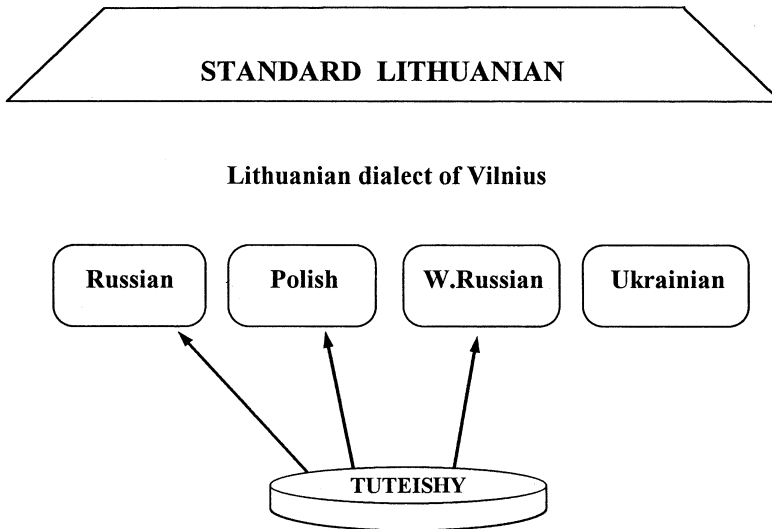 STANDARD LITHUANIAN
Lithuanian dialect of Vilnius
Russian Polish W.Russian Ukrainian
TUTEISHY